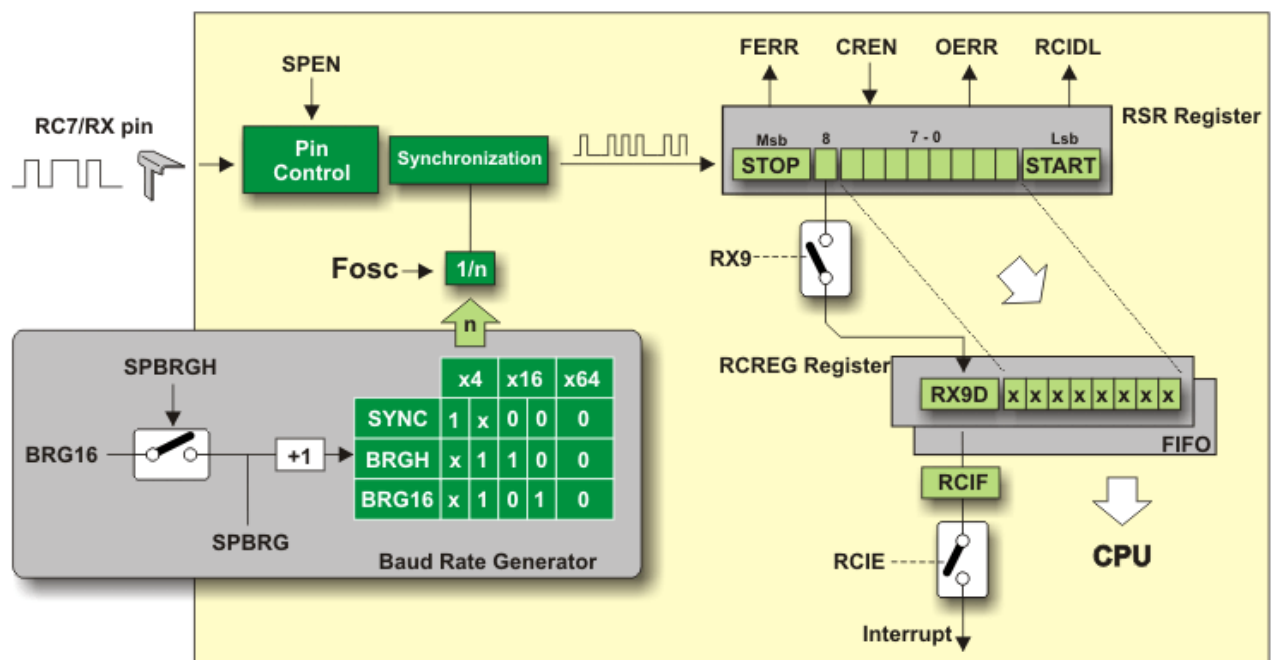 FERR CREN OERR RCIDL
SPEN
RC7/RX pin
RSR Register
Pin
Control
Synchronization
Msb 8 7 - 0 Lsb
STOP START
RX9
Fosc 1/n
n
SPBRGH
x4 x16 x64
SYNC 1 x 0 0 0
BRGH x 1 1 0 0
BRG16 x 1 0 1 0
BRG16
+1
SPBRG
Baud Rate Generator
RCREG Register
RX9D x x x x x x x x
FIFO
RCIF
RCIE
CPU
Interrupt